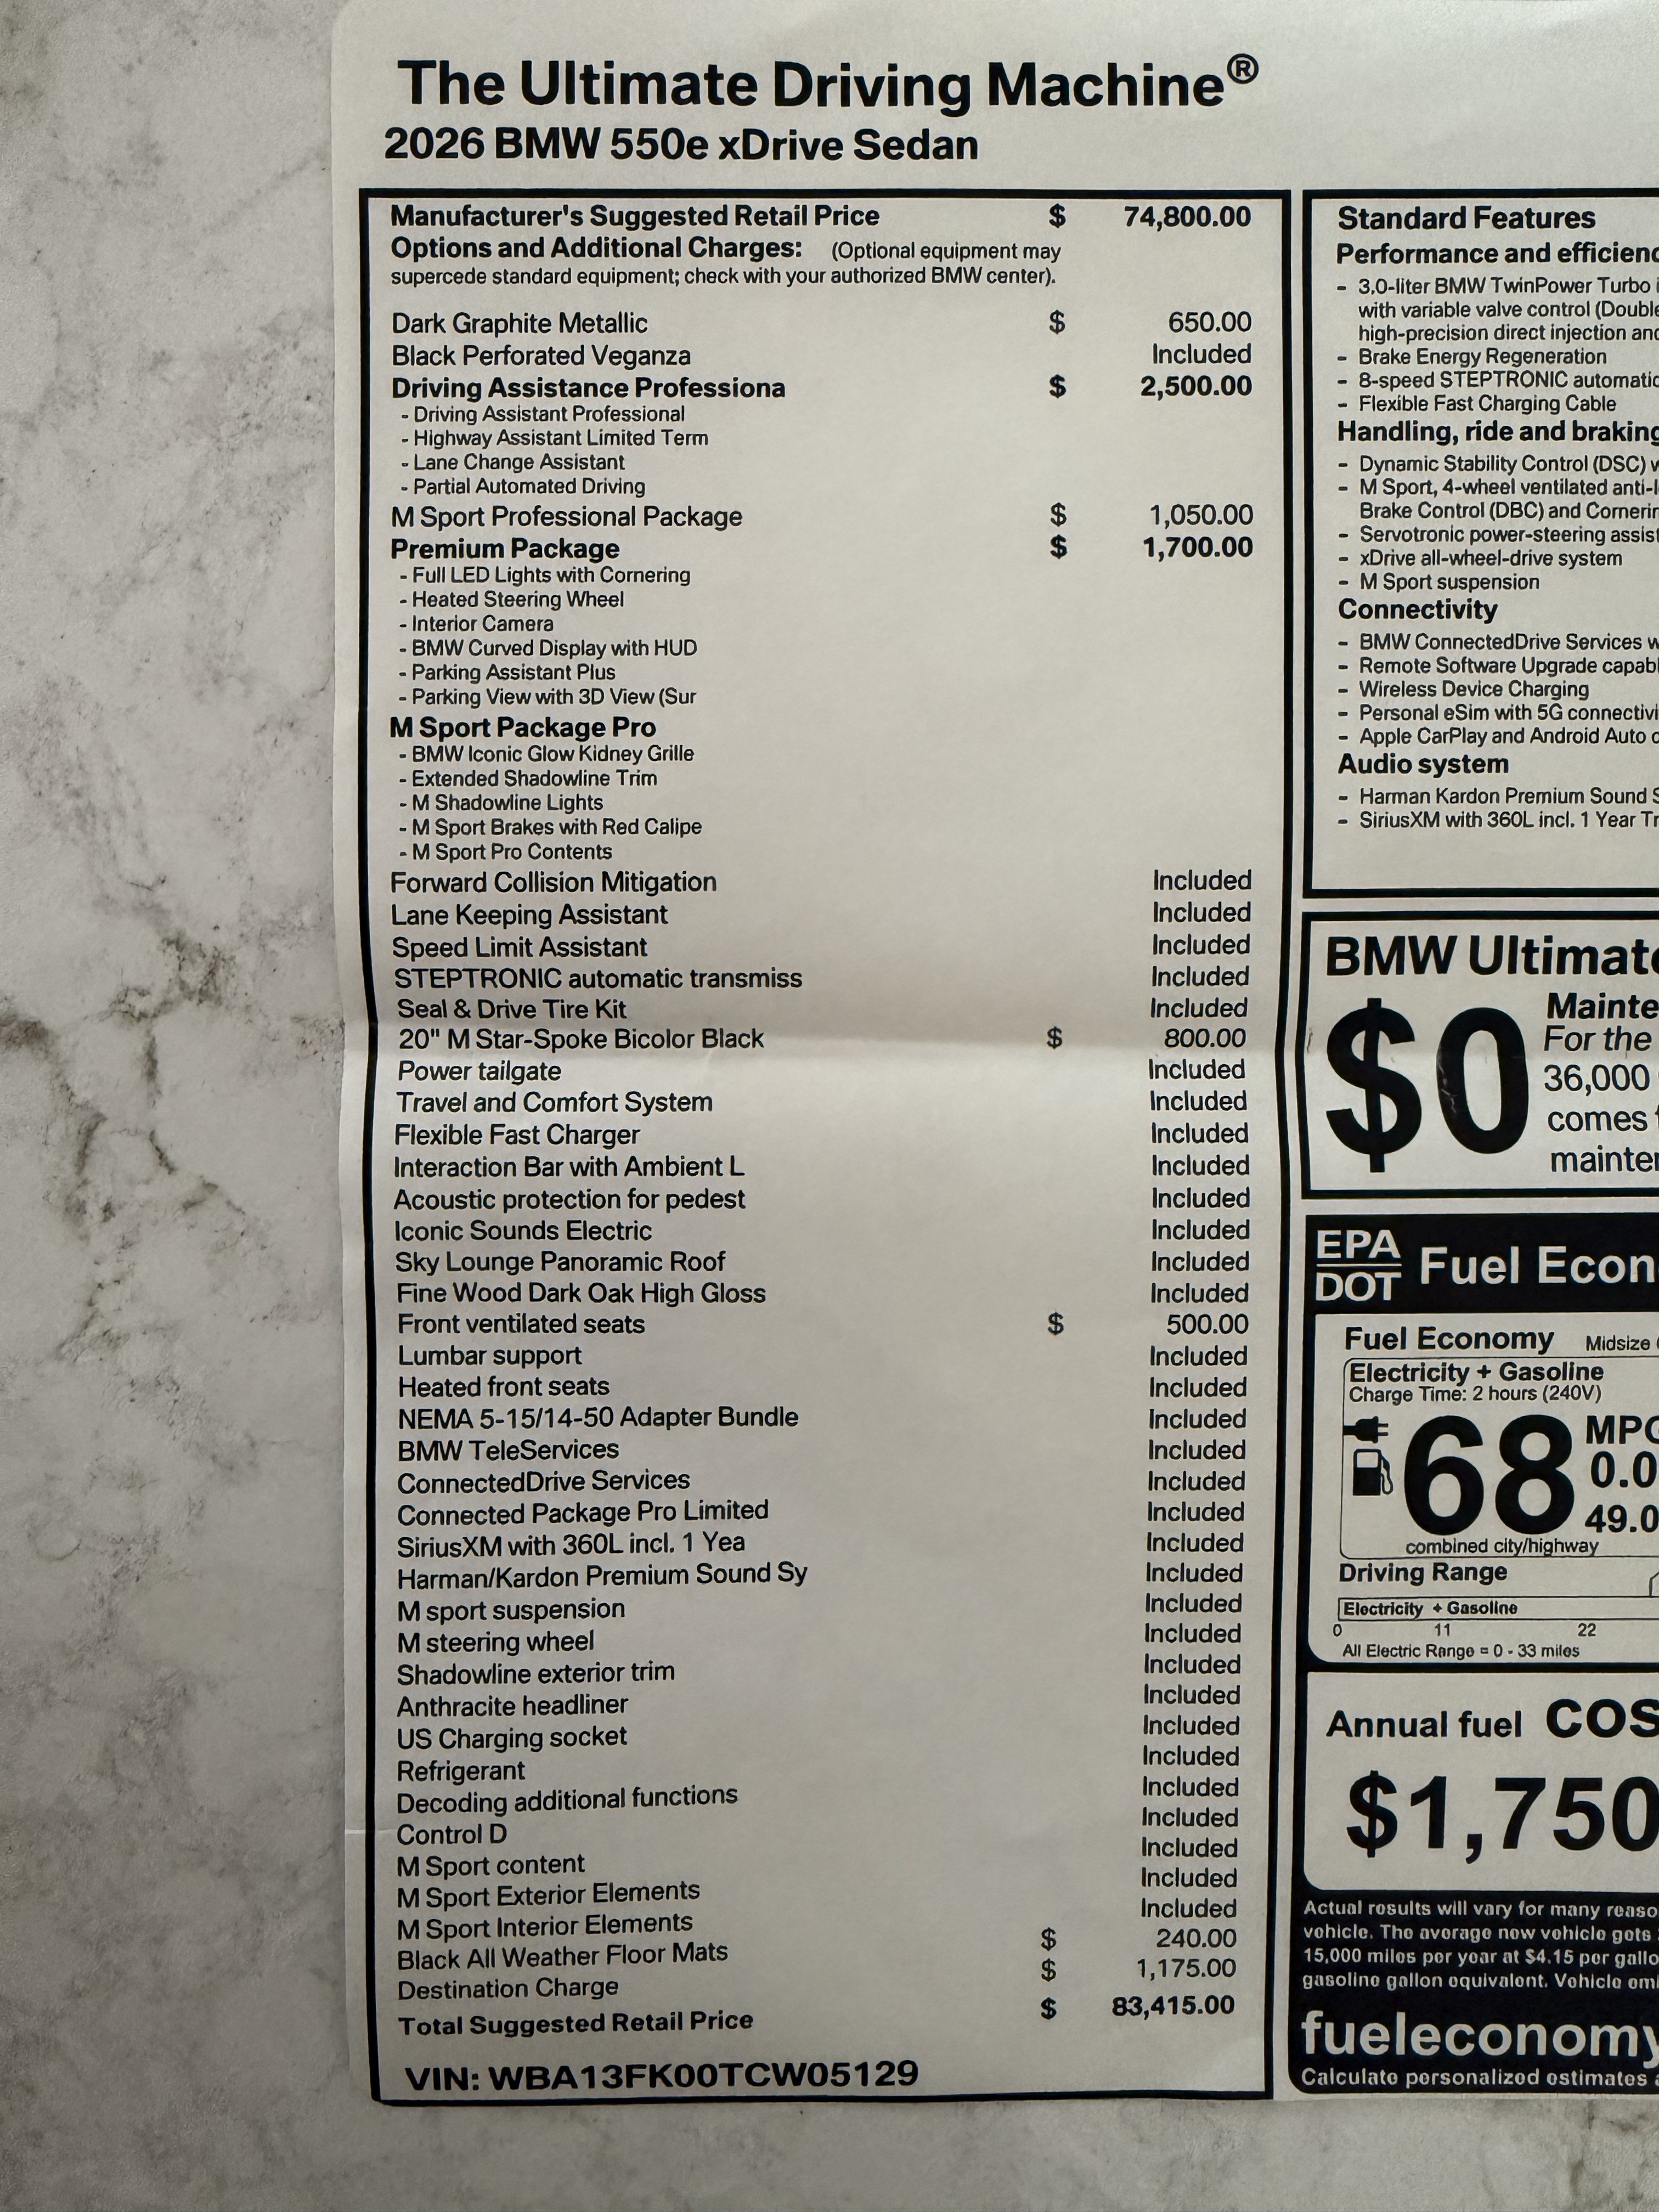 The Ultimate Driving Machine®
2026 BMW 550e xDrive Sedan
Manufacturer's Suggested Retail Price $ 74,800.00
Options and Additional Charges: (Optional equipment may
supercede standard equipment; check with your authorized BMW center).
Dark Graphite Metallic $ 650.00
Black Perforated Veganza Included
Driving Assistance Professiona $ 2,500.00
- Driving Assistant Professional
- Highway Assistant Limited Term
- Lane Change Assistant
- Partial Automated Driving
M Sport Professional Package $ 1,050.00
Premium Package $ 1,700.00
- Full LED Lights with Cornering
- Heated Steering Wheel
- Interior Camera
- BMW Curved Display with HUD
- Parking Assistant Plus
- Parking View with 3D View (Sur
M Sport Package Pro
- BMW Iconic Glow Kidney Grille
- Extended Shadowline Trim
- M Shadowline Lights
- M Sport Brakes with Red Calipe
- M Sport Pro Contents
Forward Collision Mitigation Included
Lane Keeping Assistant Included
Speed Limit Assistant Included
STEPTRONIC automatic transmiss Included
Seal & Drive Tire Kit Included
20" M Star-Spoke Bicolor Black $ 800.00
Power tailgate Included
Travel and Comfort System Included
Flexible Fast Charger Included
Interaction Bar with Ambient L Included
Acoustic protection for pedest Included
Iconic Sounds Electric Included
Sky Lounge Panoramic Roof Included
Fine Wood Dark Oak High Gloss Included
Front ventilated seats $ 500.00
Lumbar support Included
Heated front seats Included
NEMA 5-15/14-50 Adapter Bundle Included
BMW TeleServices Included
ConnectedDrive Services Included
Connected Package Pro Limited Included
SiriusXM with 360L incl. 1 Yea Included
Harman/Kardon Premium Sound Sy Included
M sport suspension Included
M steering wheel Included
Shadowline exterior trim Included
Anthracite headliner Included
US Charging socket Included
Refrigerant Included
Decoding additional functions Included
Control D Included
M Sport content Included
M Sport Exterior Elements Included
M Sport Interior Elements Included
Black All Weather Floor Mats $ 240.00
Destination Charge $ 1,175.00
Total Suggested Retail Price $ 83,415.00
VIN: WBA13FK00TCW05129
Standard Features
Performance and efficienc
- 3.0-liter BMW TwinPower Turbo
with variable valve control (Double
high-precision direct injection and
- Brake Energy Regeneration
- 8-speed STEPTRONIC automatic
- Flexible Fast Charging Cable
Handling, ride and braking
- Dynamic Stability Control (DSC)
- M Sport, 4-wheel ventilated anti-l
Brake Control (DBC) and Cornerin
- Servotronic power-steering assist
- xDrive all-wheel-drive system
- M Sport suspension
Connectivity
- BMW ConnectedDrive Services
- Remote Software Upgrade capabl
- Wireless Device Charging
- Personal eSim with 5G connectivi
- Apple CarPlay and Android Auto
Audio system
- Harman Kardon Premium Sound S
- SiriusXM with 360L incl. 1 Year Tr
BMW Ultimate
$0 Mainte
For the
36,000
comes
mainten
EPA
DOT
Fuel Econ
Fuel Economy Midsize
Electricity + Gasoline
Charge Time: 2 hours (240V)
68 MPG
0.0
49.0
combined city/highway
Driving Range
Electricity + Gasoline
0 11 22
All Electric Range = 0 - 33 miles
Annual fuel COS
$1,750
Actual results will vary for many reaso
vehicle. The average new vehicle gets
15,000 miles per year at $4.15 per gallo
gasoline gallon equivalent. Vehicle emi
fueleconomy
Calculate personalized estimates